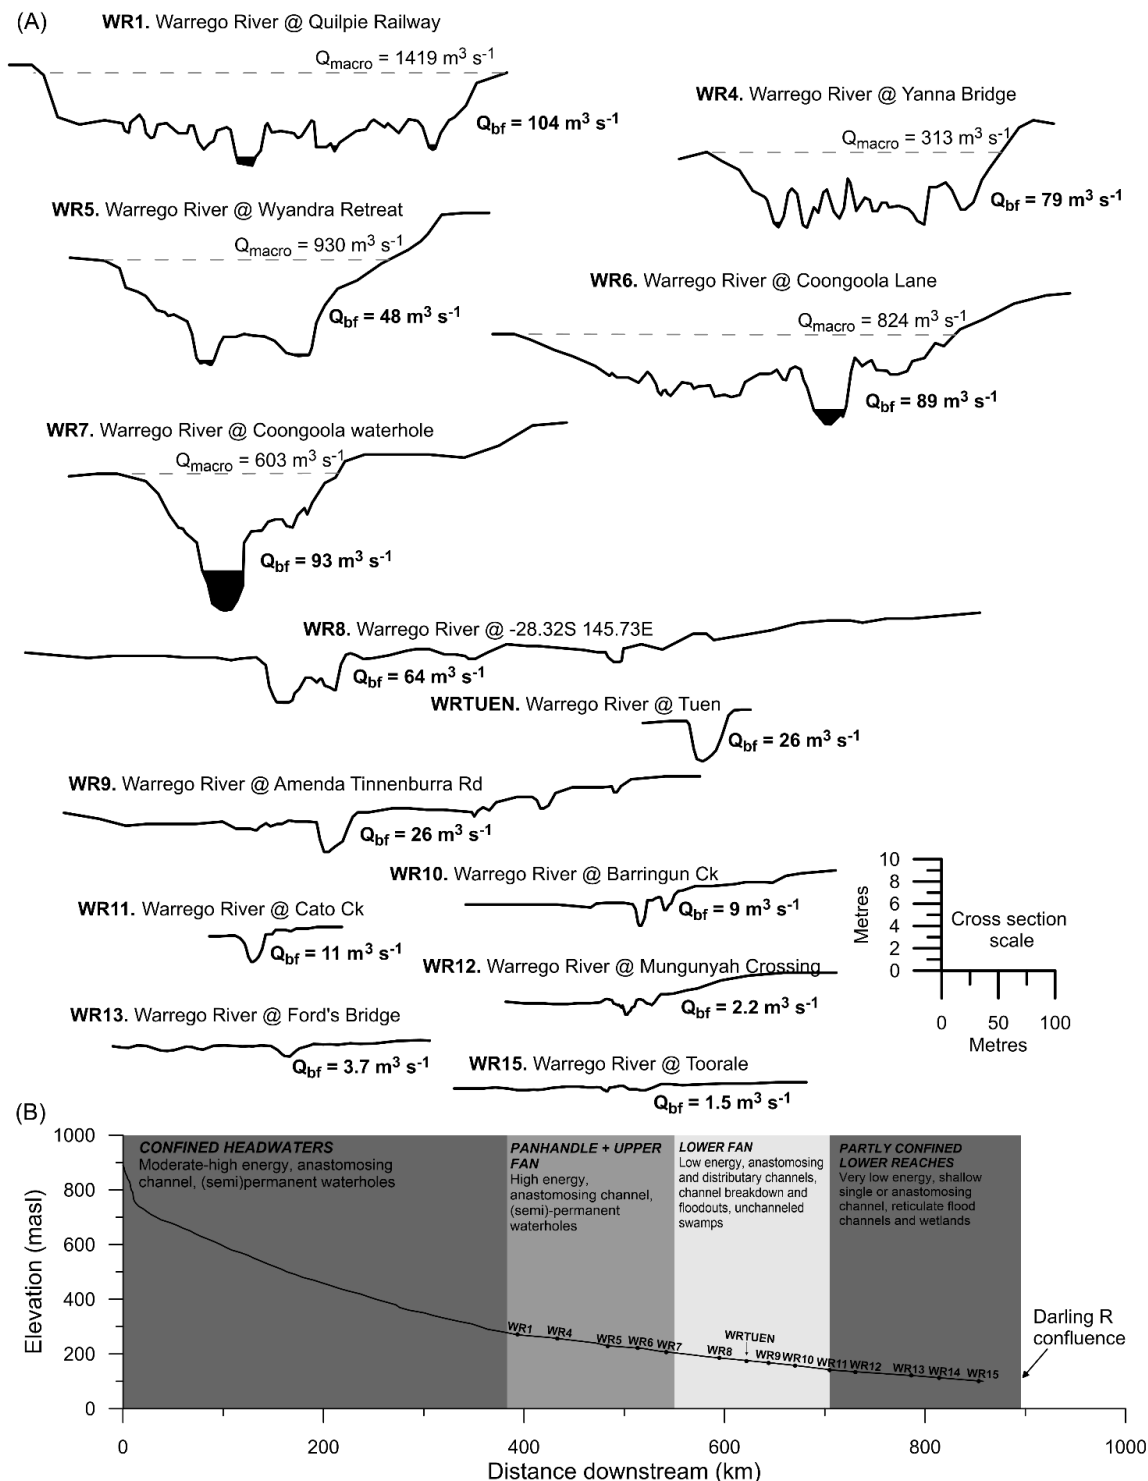 (A)
WR1. Warrego River @ Quilpie Railway
Qmacro = 1419 m³ s⁻¹
Qbf = 104 m³ s⁻¹
WR4. Warrego River @ Yanna Bridge
Qmacro = 313 m³ s⁻¹
Qbf = 79 m³ s⁻¹
WR5. Warrego River @ Wyandra Retreat
Qmacro = 930 m³ s⁻¹
Qbf = 48 m³ s⁻¹
WR6. Warrego River @ Coongoola Lane
Qmacro = 824 m³ s⁻¹
Qbf = 89 m³ s⁻¹
WR7. Warrego River @ Coongoola waterhole
Qmacro = 603 m³ s⁻¹
Qbf = 93 m³ s⁻¹
WR8. Warrego River @ -28.32S 145.73E
Qbf = 64 m³ s⁻¹
WRTUEN. Warrego River @ Tuen
Qbf = 26 m³ s⁻¹
WR9. Warrego River @ Amenda Tinnenburra Rd
Qbf = 26 m³ s⁻¹
WR10. Warrego River @ Barringun Ck
Qbf = 9 m³ s⁻¹
WR11. Warrego River @ Cato Ck
Qbf = 11 m³ s⁻¹
WR12. Warrego River @ Mungunyah Crossing
Qbf = 2.2 m³ s⁻¹
WR13. Warrego River @ Ford's Bridge
Qbf = 3.7 m³ s⁻¹
WR15. Warrego River @ Toorale
Qbf = 1.5 m³ s⁻¹
10
8
6
4
2
0
Metres
Cross section
scale
0 50 100
Metres
(B)
1000
800
600
400
200
0
Elevation (masl)
CONFINED HEADWATERS
Moderate-high energy, anastomosing
channel, (semi)permanent waterholes
PANHANDLE + UPPER
FAN
High energy,
anastomosing channel,
(semi)-permanent
waterholes
LOWER FAN
Low energy, anastomosing
and distributary channels,
channel breakdown and
floodouts, unchanneled
swamps
PARTLY CONFINED
LOWER REACHES
Very low energy, shallow
single or anastomosing
channel, reticulate flood
channels and wetlands
WR1 WR4 WR5 WR6 WR7 WR8 WRTUEN WR9 WR10 WR11 WR12 WR13 WR14 WR15
Darling R
confluence
0 200 400 600 800 1000
Distance downstream (km)